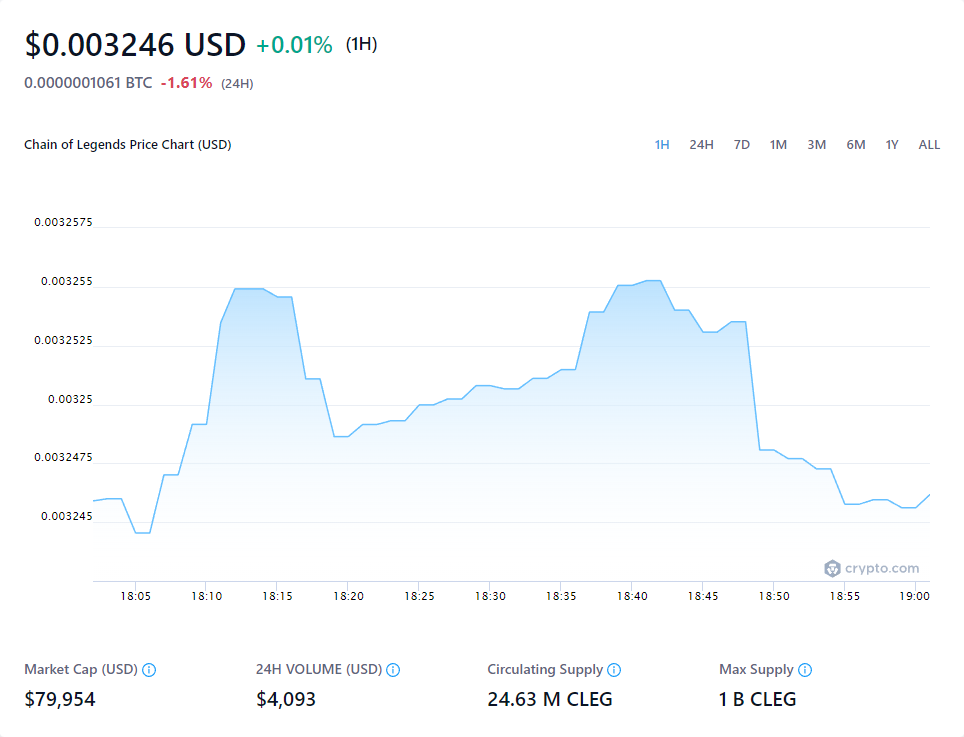 $0.003246 USD +0.01% (1H)
0.0000001061 BTC -1.61% (24H)
Chain of Legends Price Chart (USD) 1H 24H 7D 1M 3M 6M 1Y ALL
0.0032575
0.003255
0.0032525
0.00325
0.0032475
0.003245
crypto.com
18:05 18:10 18:15 18:20 18:25 18:30 18:35 18:40 18:45 18:50 18:55 19:00
Market Cap (USD) 24H VOLUME (USD) Circulating Supply Max Supply
$79,954 $4,093 24.63 M CLEG 1 B CLEG